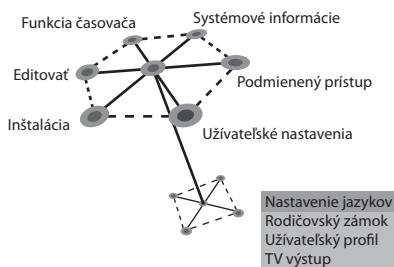 Funkcia časovača
Systémové informácie
Editovať
Podmienený prístup
Inštalácia
Užívateľské nastavenia
Nastavenie jazykov
Rodičovský zámok
Užívateľský profil
TV výstup